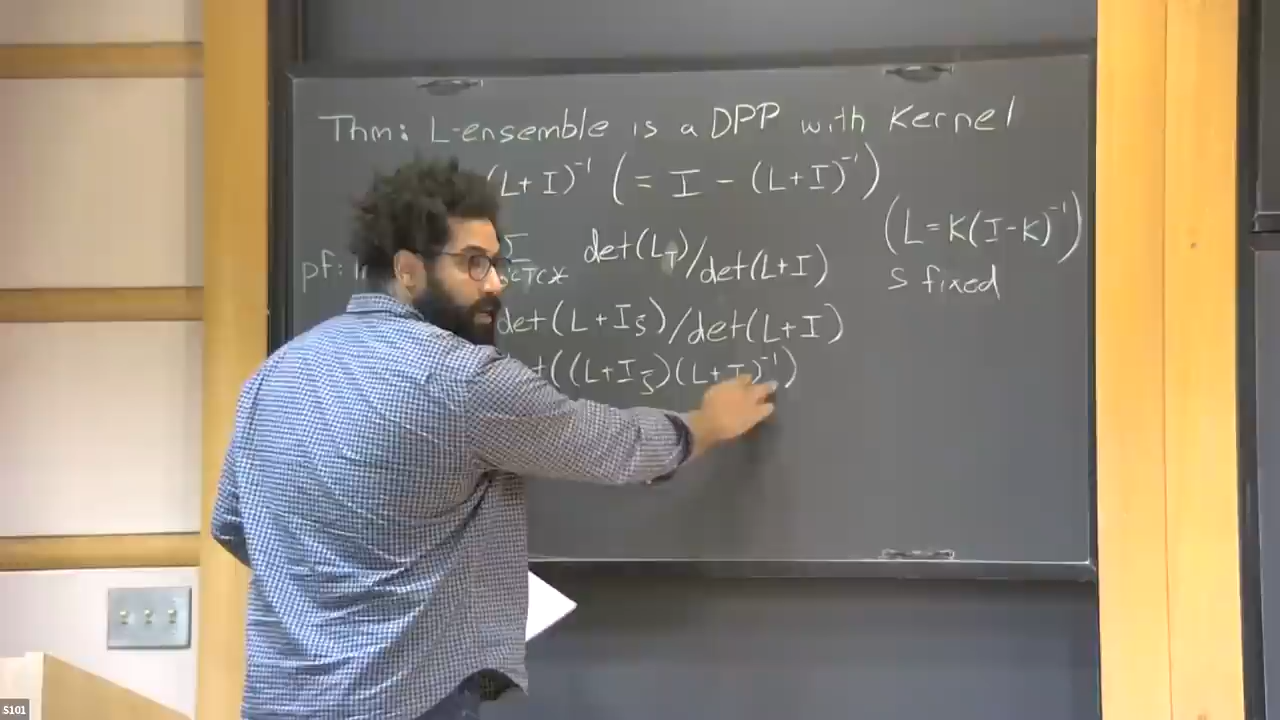 Thm: L-ensemble is a DPP with Kernel
(L+I)⁻¹ (= I - (L+I)⁻¹)
(L=K(I-K)⁻¹)
pf: Σ det(L_T)/det(L+I)
S⊂T⊂X
S fixed
det(L+I_S̄)/det(L+I)
((L+I_S̄)(L+I)⁻¹)
S101